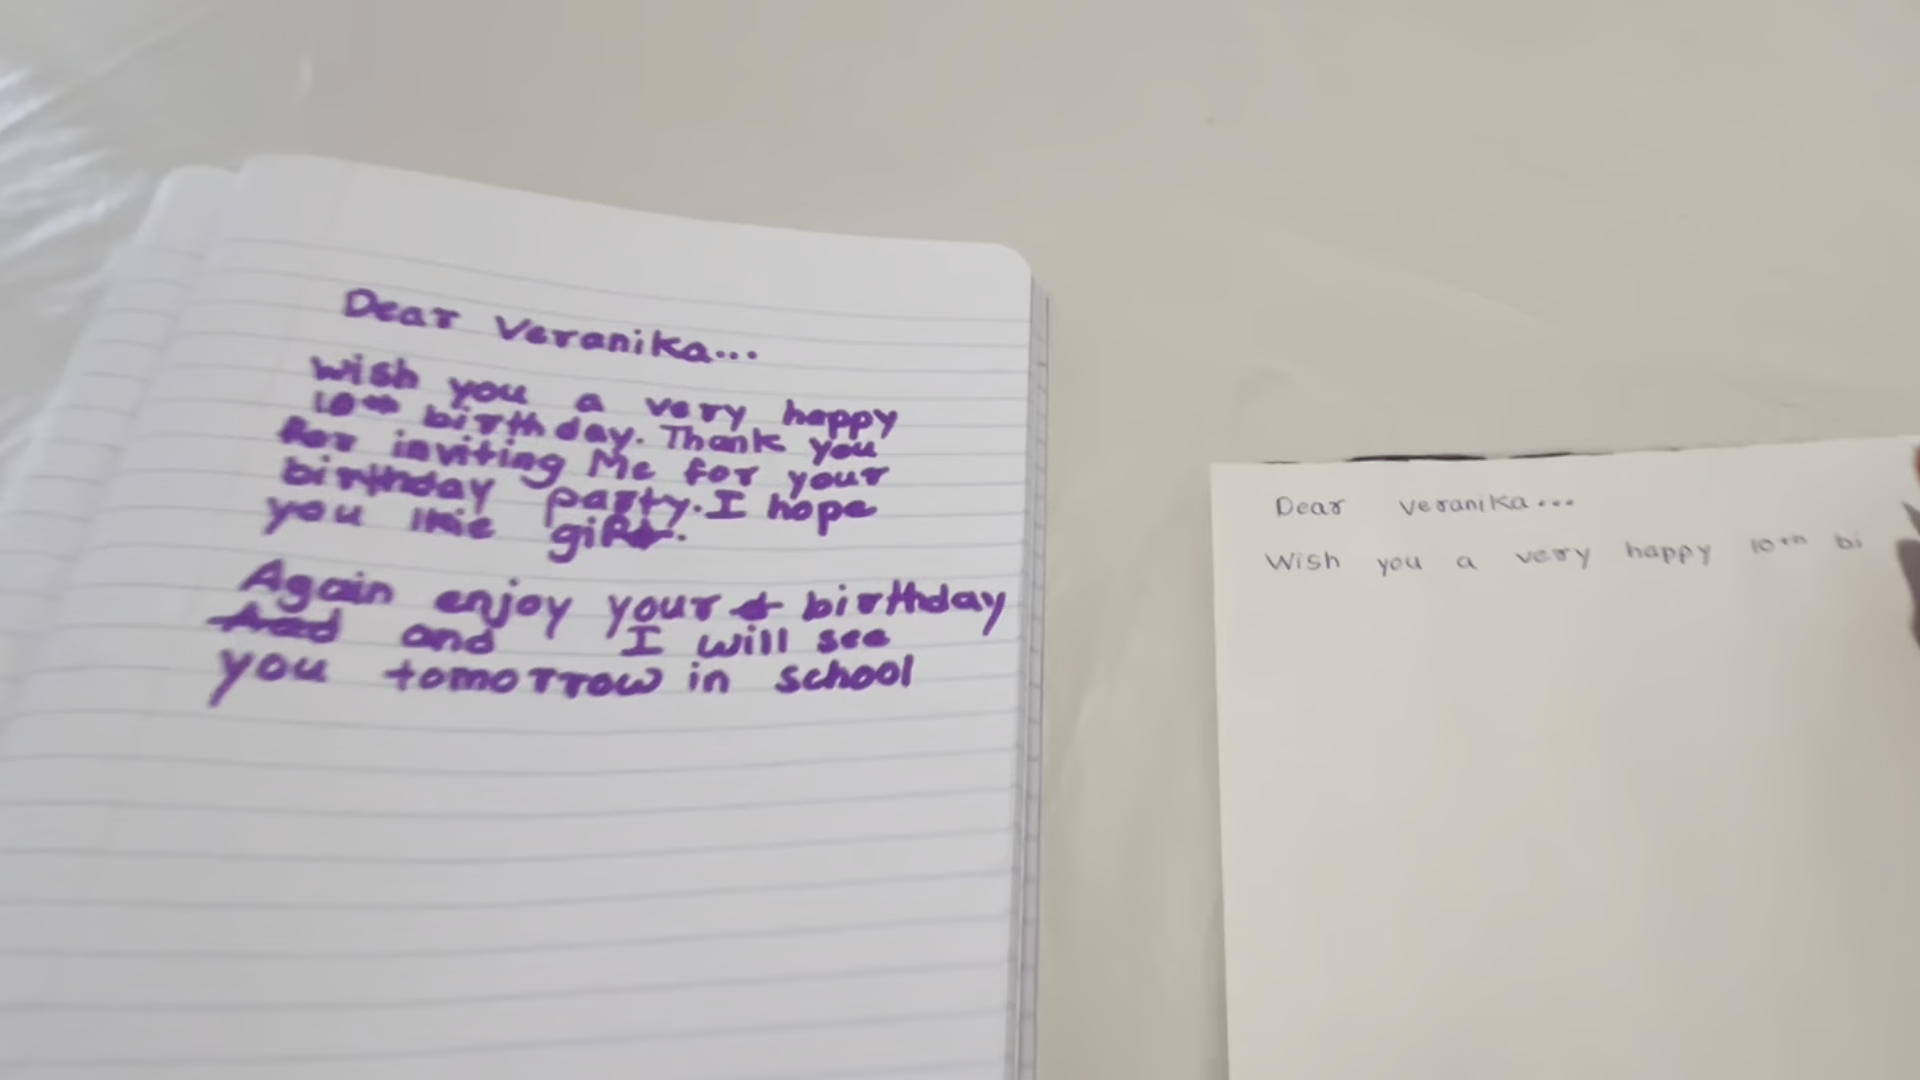 Dear Veranika...
Wish you a very happy
10th birthday. Thank you
for inviting Me for your
birthday party. I hope
you like gift.
Again enjoy your birthday
And and I will see
you tomorrow in school
Dear Veranika...
Wish you a very happy 10th bi